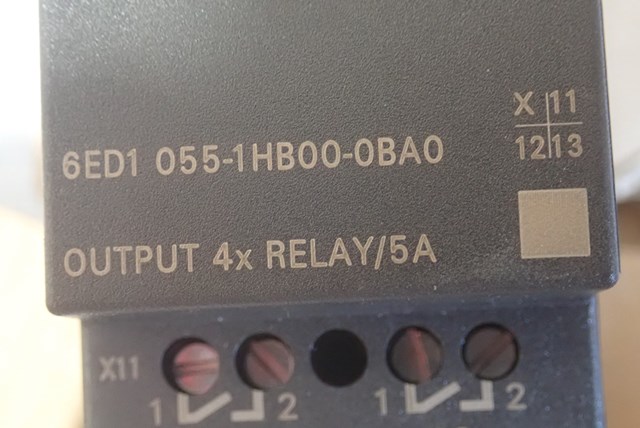 X 11
12 13
6ED1 055-1HB00-0BA0
OUTPUT 4x RELAY/5A
X11
1 2 1 2